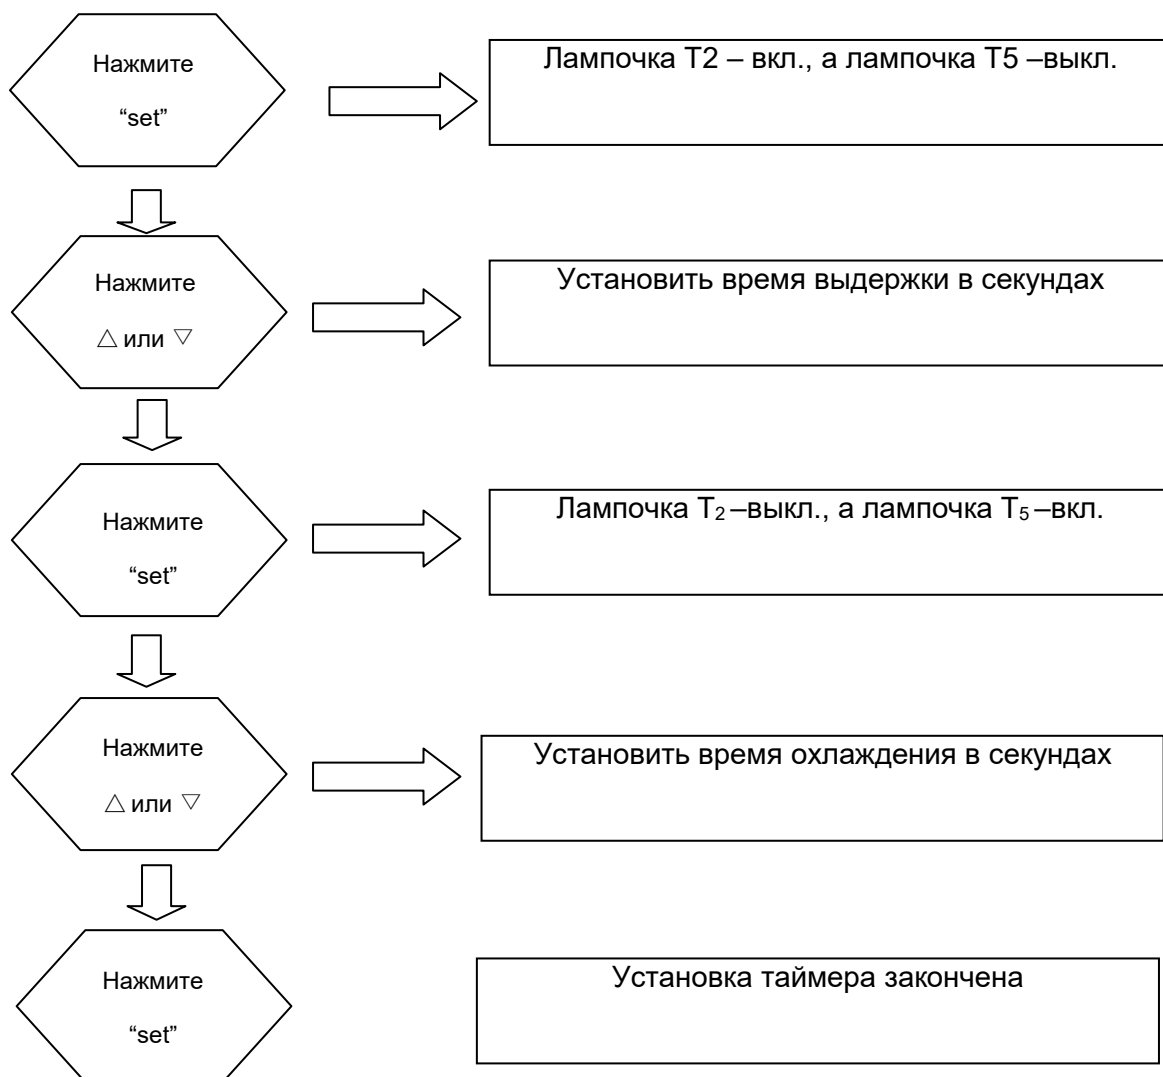 Нажмите
“set”
Лампочка T2 – вкл., а лампочка T5 –выкл.
Нажмите
△ или ▽
Установить время выдержки в секундах
Нажмите
“set”
Лампочка T₂ –выкл., а лампочка T₅ –вкл.
Нажмите
△ или ▽
Установить время охлаждения в секундах
Нажмите
“set”
Установка таймера закончена